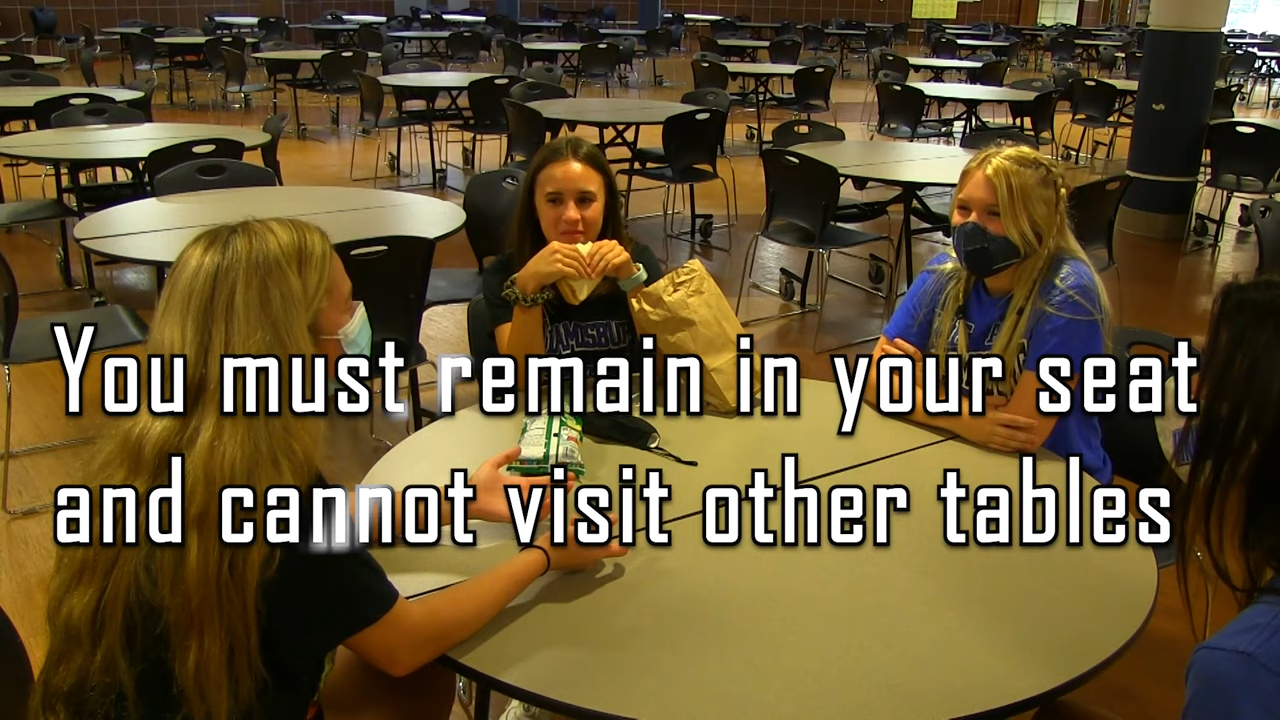 You must remain in your seat
and cannot visit other tables